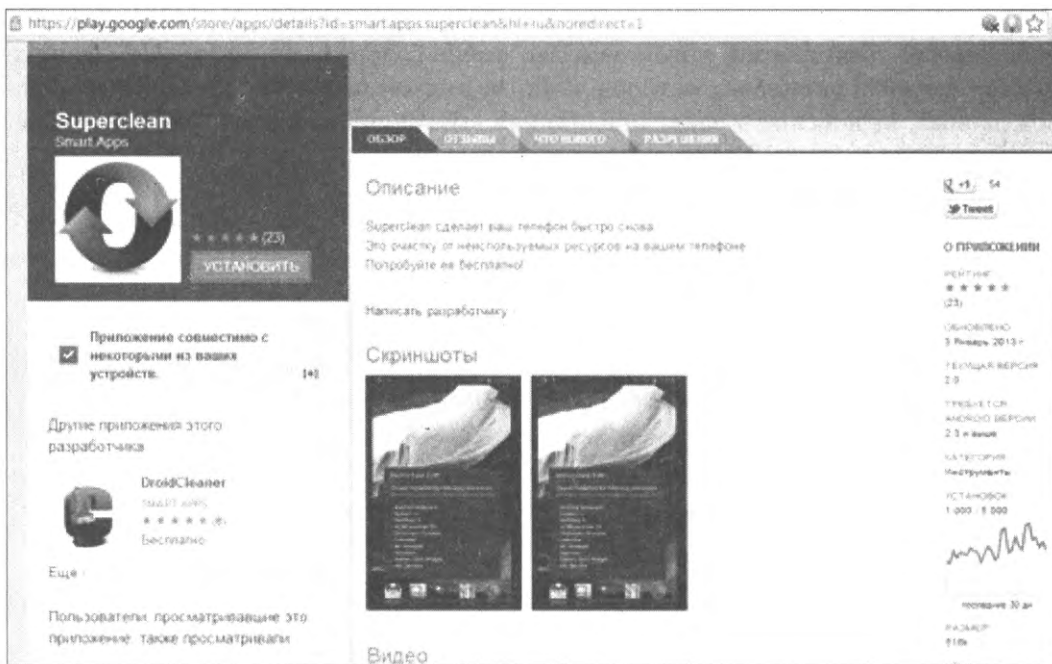 https://play.google.com/store/apps/details?id=smart.apps.superclean&hl=ru&noredirect=1
Superclean
Smart Apps
(23)
УСТАНОВИТЬ
Приложение совместимо с
некоторыми из ваших
устройств.
[+]
Другие приложения этого
разработчика
DroidCleaner
SMART APPS
(6)
Бесплатно
Еще
Пользователи, просматривавшие это
приложение, также просматривали
ОБЗОР ОТЗЫВЫ ЧТО НОВОГО РАЗРЕШЕНИЯ
Описание
Superclean сделает ваш телефон быстро снова
Это очистку от неиспользуемых ресурсов на вашем телефоне
Попробуйте ее бесплатно!
Написать разработчику
Скриншоты
Видео
+1 54
Tweet
О ПРИЛОЖЕНИИ
РЕЙТИНГ
(23)
ОБНОВЛЕНО
3 Январь 2013 г.
ТЕКУЩАЯ ВЕРСИЯ
2.0
ТРЕБУЕТСЯ
ANDROID ВЕРСИИ
2.3 и выше
КАТЕГОРИЯ
Инструменты
УСТАНОВОК
1 000 - 5 000
последние 30 дн
РАЗМЕР